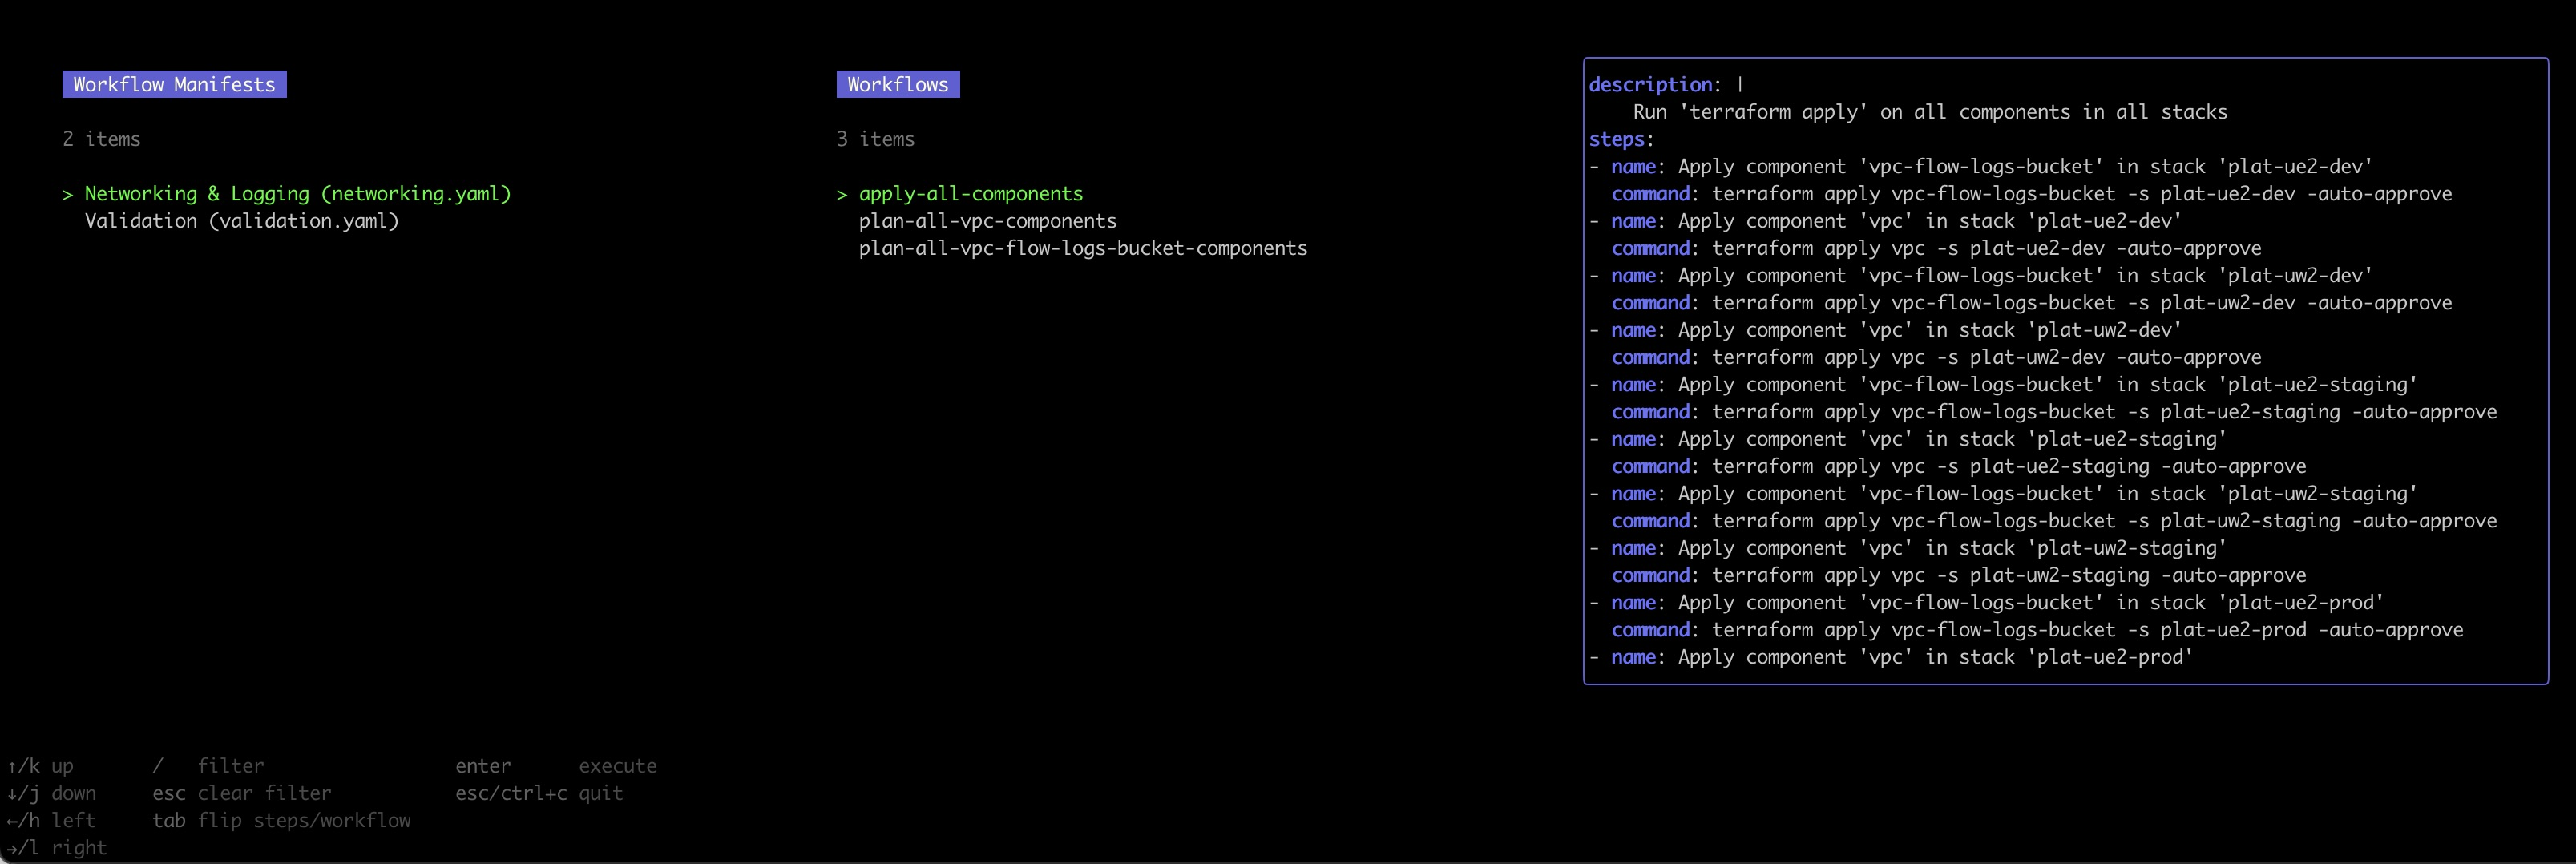 Workflow Manifests
2 items
> Networking & Logging (networking.yaml)
Validation (validation.yaml)
Workflows
3 items
> apply-all-components
plan-all-vpc-components
plan-all-vpc-flow-logs-bucket-components
description: |
Run 'terraform apply' on all components in all stacks
steps:
- name: Apply component 'vpc-flow-logs-bucket' in stack 'plat-ue2-dev'
command: terraform apply vpc-flow-logs-bucket -s plat-ue2-dev -auto-approve
- name: Apply component 'vpc' in stack 'plat-ue2-dev'
command: terraform apply vpc -s plat-ue2-dev -auto-approve
- name: Apply component 'vpc-flow-logs-bucket' in stack 'plat-uw2-dev'
command: terraform apply vpc-flow-logs-bucket -s plat-uw2-dev -auto-approve
- name: Apply component 'vpc' in stack 'plat-uw2-dev'
command: terraform apply vpc -s plat-uw2-dev -auto-approve
- name: Apply component 'vpc-flow-logs-bucket' in stack 'plat-ue2-staging'
command: terraform apply vpc-flow-logs-bucket -s plat-ue2-staging -auto-approve
- name: Apply component 'vpc' in stack 'plat-ue2-staging'
command: terraform apply vpc -s plat-ue2-staging -auto-approve
- name: Apply component 'vpc-flow-logs-bucket' in stack 'plat-uw2-staging'
command: terraform apply vpc-flow-logs-bucket -s plat-uw2-staging -auto-approve
- name: Apply component 'vpc' in stack 'plat-uw2-staging'
command: terraform apply vpc -s plat-uw2-staging -auto-approve
- name: Apply component 'vpc-flow-logs-bucket' in stack 'plat-ue2-prod'
command: terraform apply vpc-flow-logs-bucket -s plat-ue2-prod -auto-approve
- name: Apply component 'vpc' in stack 'plat-ue2-prod'
↑/k up / filter enter execute
↓/j down esc clear filter esc/ctrl+c quit
←/h left tab flip steps/workflow
→/l right